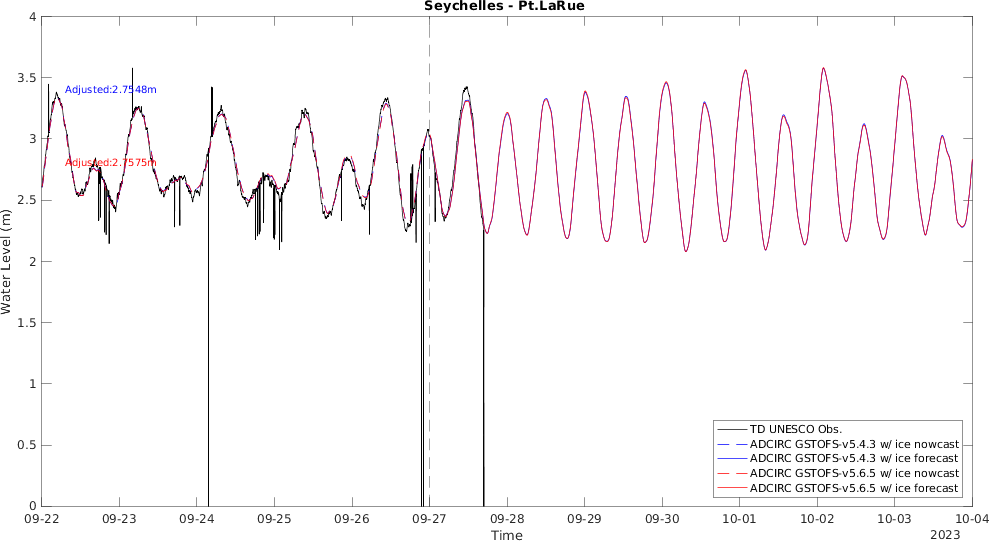 Seychelles - Pt.LaRue
4
3.5
3
2.5
2
1.5
1
0.5
0
Water Level (m)
Adjusted:2.7548m
Adjusted:2.7575m
TD UNESCO Obs.
ADCIRC GSTOFS-v5.4.3 w/ ice nowcast
ADCIRC GSTOFS-v5.4.3 w/ ice forecast
ADCIRC GSTOFS-v5.6.5 w/ ice nowcast
ADCIRC GSTOFS-v5.6.5 w/ ice forecast
09-22 09-23 09-24 09-25 09-26 09-27 09-28 09-29 09-30 10-01 10-02 10-03 10-04
Time
2023